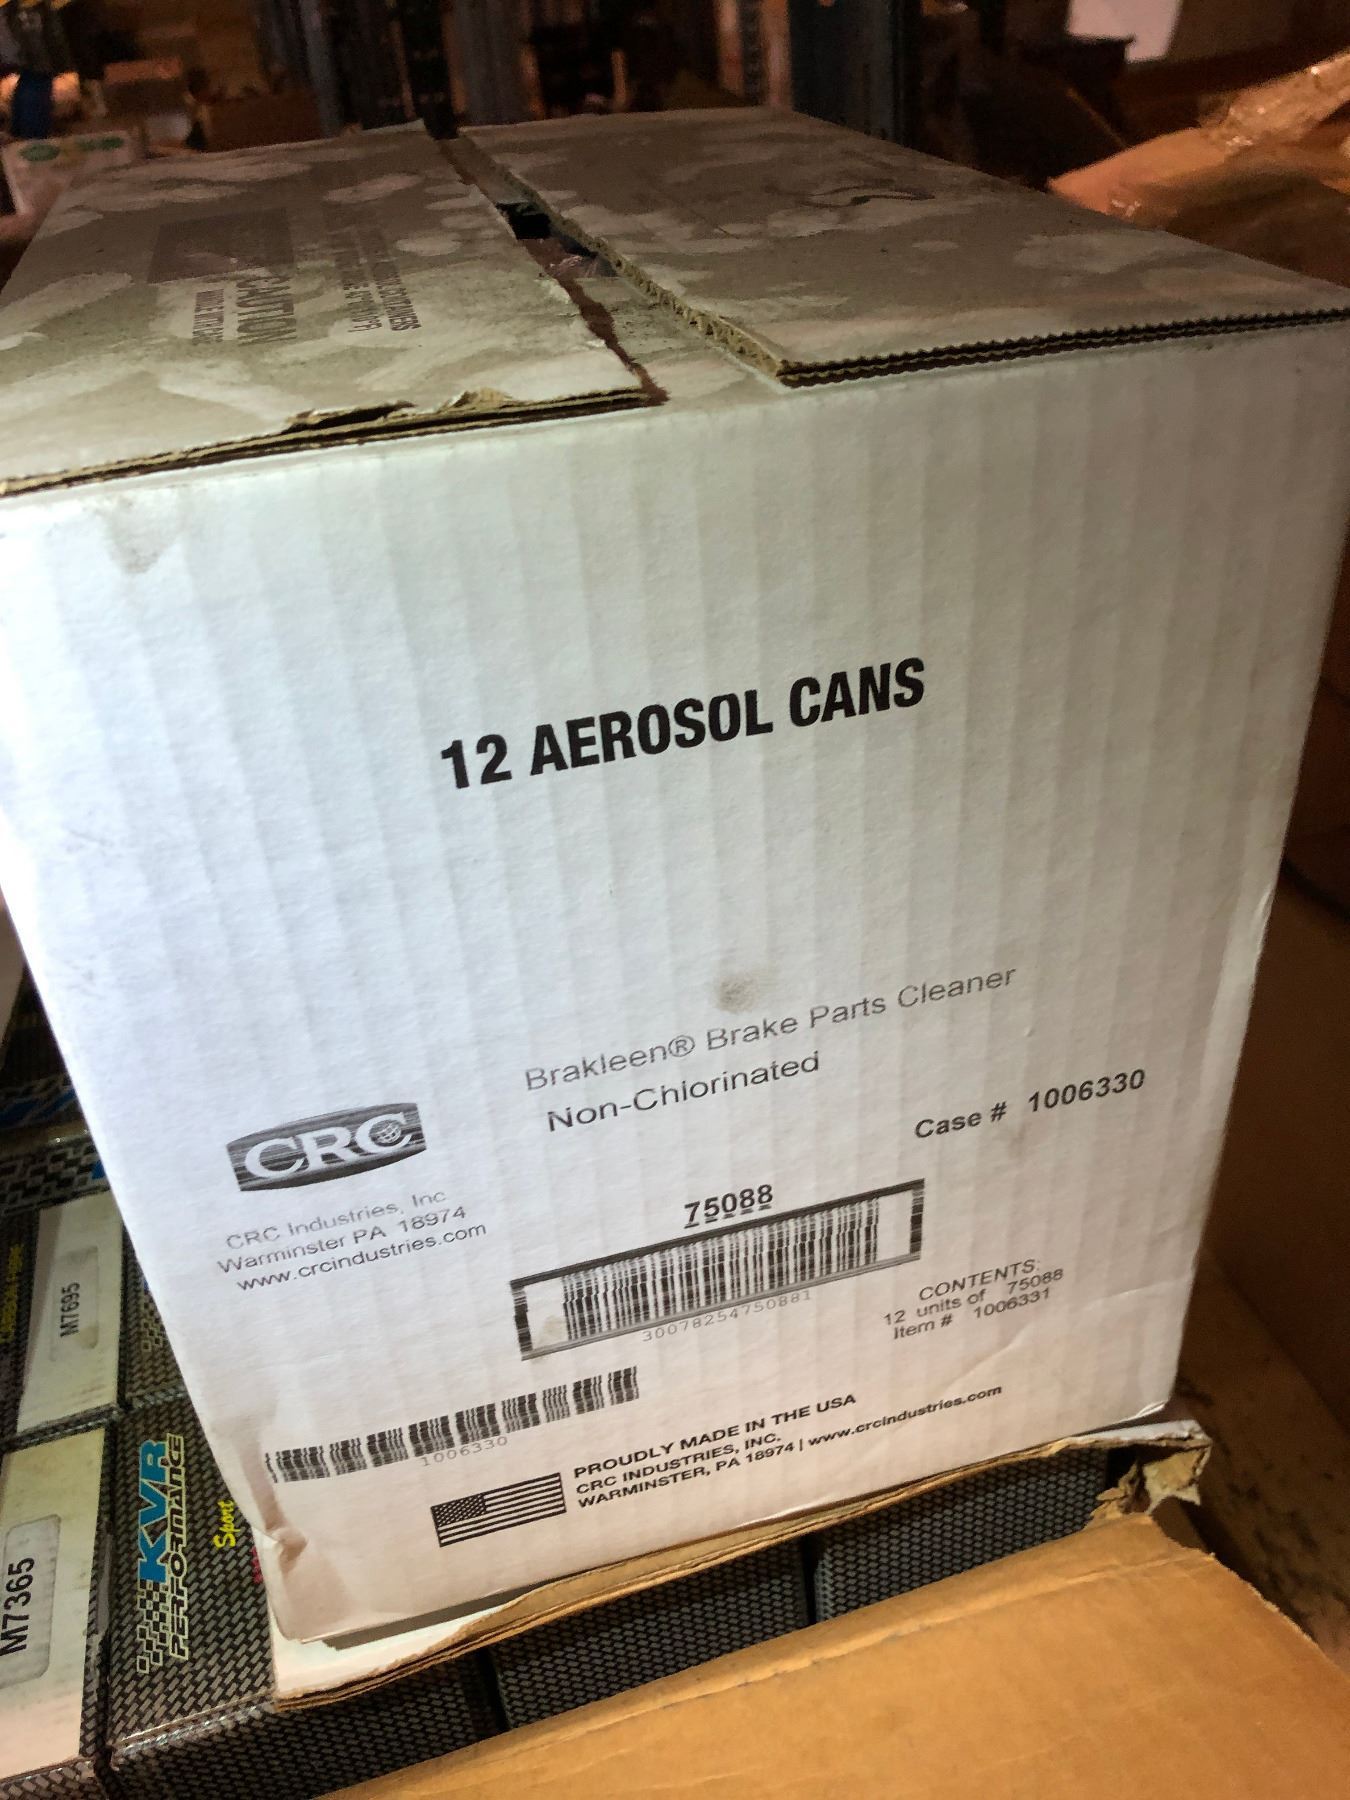 CAUTION
12 AEROSOL CANS
Brakleen® Brake Parts Cleaner
Non-Chlorinated
Case # 1006330
CRC
CRC Industries, Inc
Warminster PA 18974
www.crcindustries.com
75088
30078254750881
CONTENTS:
12 units of 75088
Item # 1006331
1006330
PROUDLY MADE IN THE USA
CRC INDUSTRIES, INC.
WARMINSTER, PA 18974 | www.crcindustries.com
M7695
M7365
KVR
PERFORMANCE
Sport